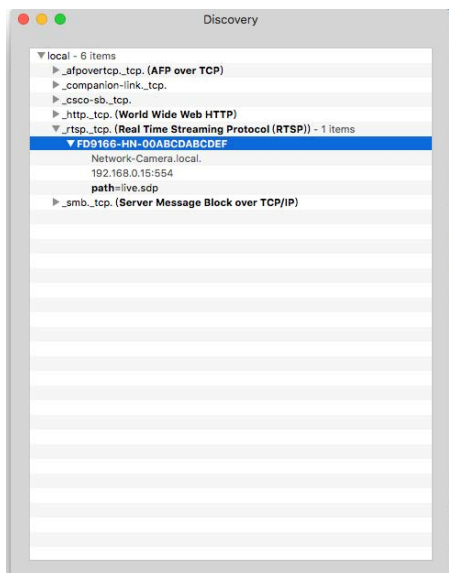 Discovery
local - 6 items
_afpovertcp._tcp. (AFP over TCP)
_companion-link._tcp.
_csco-sb._tcp.
_http._tcp. (World Wide Web HTTP)
_rtsp._tcp. (Real Time Streaming Protocol (RTSP)) - 1 items
FD9166-HN-00ABCDABCDEF
Network-Camera.local.
192.168.0.15:554
path=live.sdp
_smb._tcp. (Server Message Block over TCP/IP)